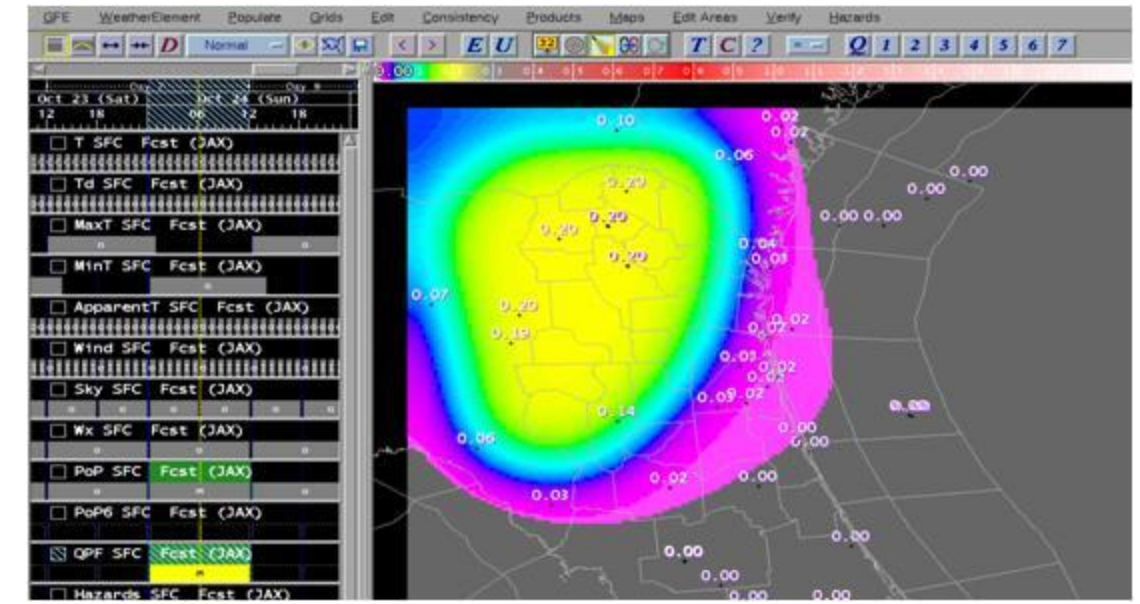 GFE WeatherElement Populate Grids Edit Consistency Products Maps Edit Areas Verify Hazards
D Normal < > E U T C ? Q 1 2 3 4 5 6 7
0.00
Oct 23 (Sat) Oct 24 (Sun)
12 18 06 12 18
T SFC Fcst (JAX)
Td SFC Fcst (JAX)
MaxT SFC Fcst (JAX)
MinT SFC Fcst (JAX)
ApparentT SFC Fcst (JAX)
Wind SFC Fcst (JAX)
Sky SFC Fcst (JAX)
Wx SFC Fcst (JAX)
PoP SFC Fcst (JAX)
PoP6 SFC Fcst (JAX)
QPF SFC Fcst (JAX)
Hazards SFC Fcst (JAX)
0.10 0.02
0.02
0.06
0.00
0.20 0.00
0.20 0.00 0.00
0.20
0.04
0.20 0.03
0.07
0.20
0.02
0.19 0.02
0.03
0.02
0.02
0.03 0.02
0.14
0.00
0.06 0.00
0.02 0.00
0.03
0.00
0.00
0.00
0.00 0.00